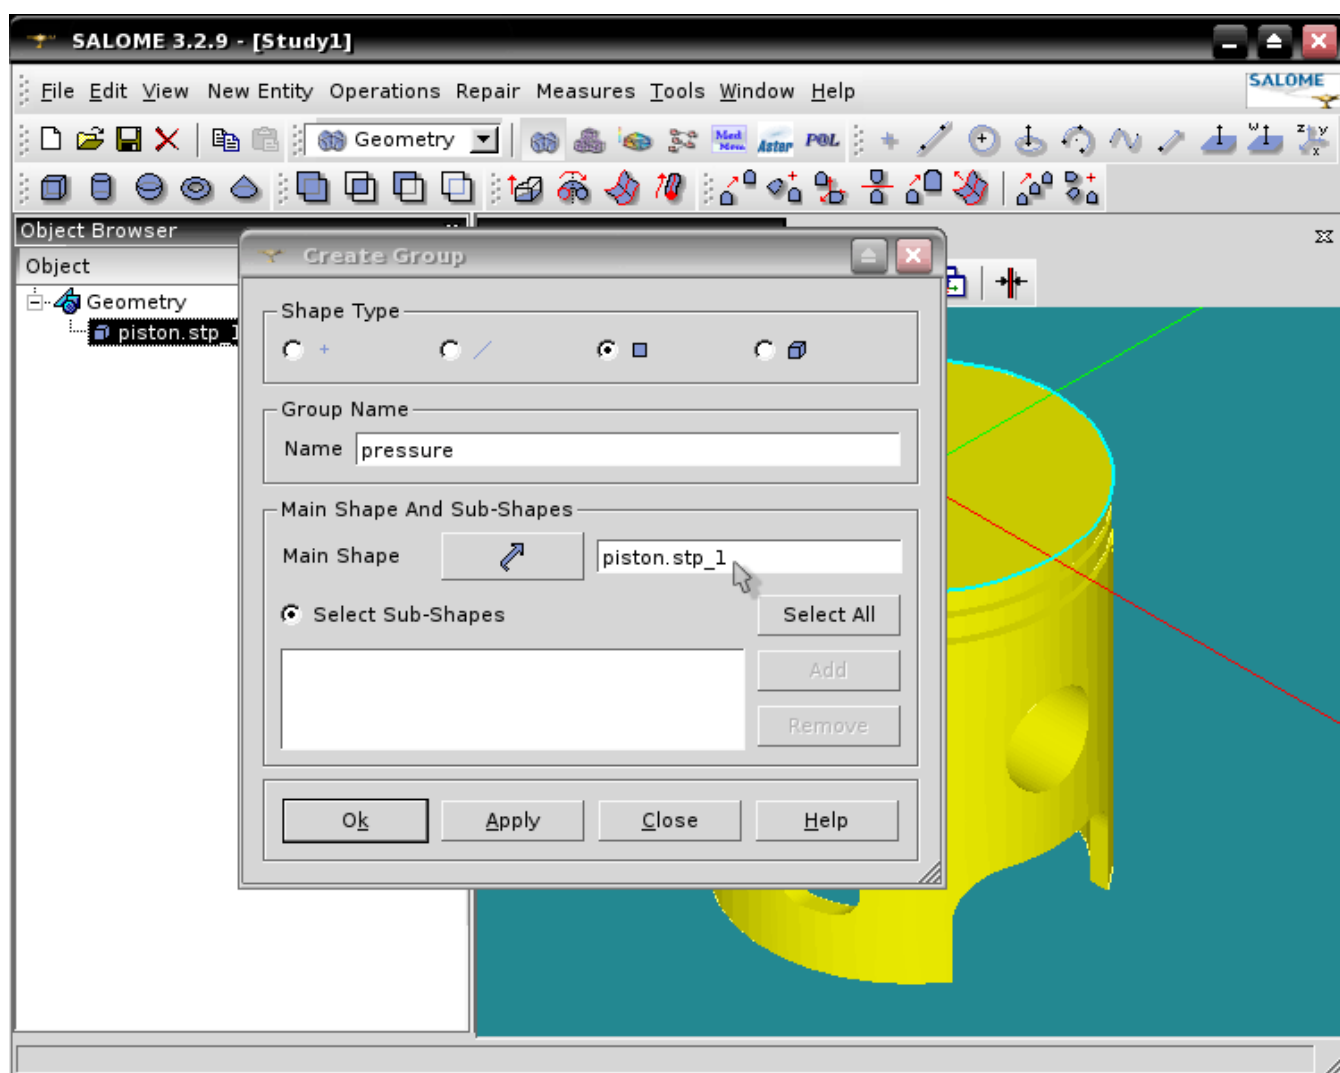 SALOME 3.2.9 - [Study1]
File Edit View New Entity Operations Repair Measures Tools Window Help
SALOME
Geometry
Med
Mem
Aster
POL
W
Z Y
X
Object Browser
Object
Geometry
piston.stp_1
Create Group
Shape Type
Group Name
Name pressure
Main Shape And Sub-Shapes
Main Shape piston.stp_1
Select Sub-Shapes Select All
Add
Remove
Ok Apply Close Help